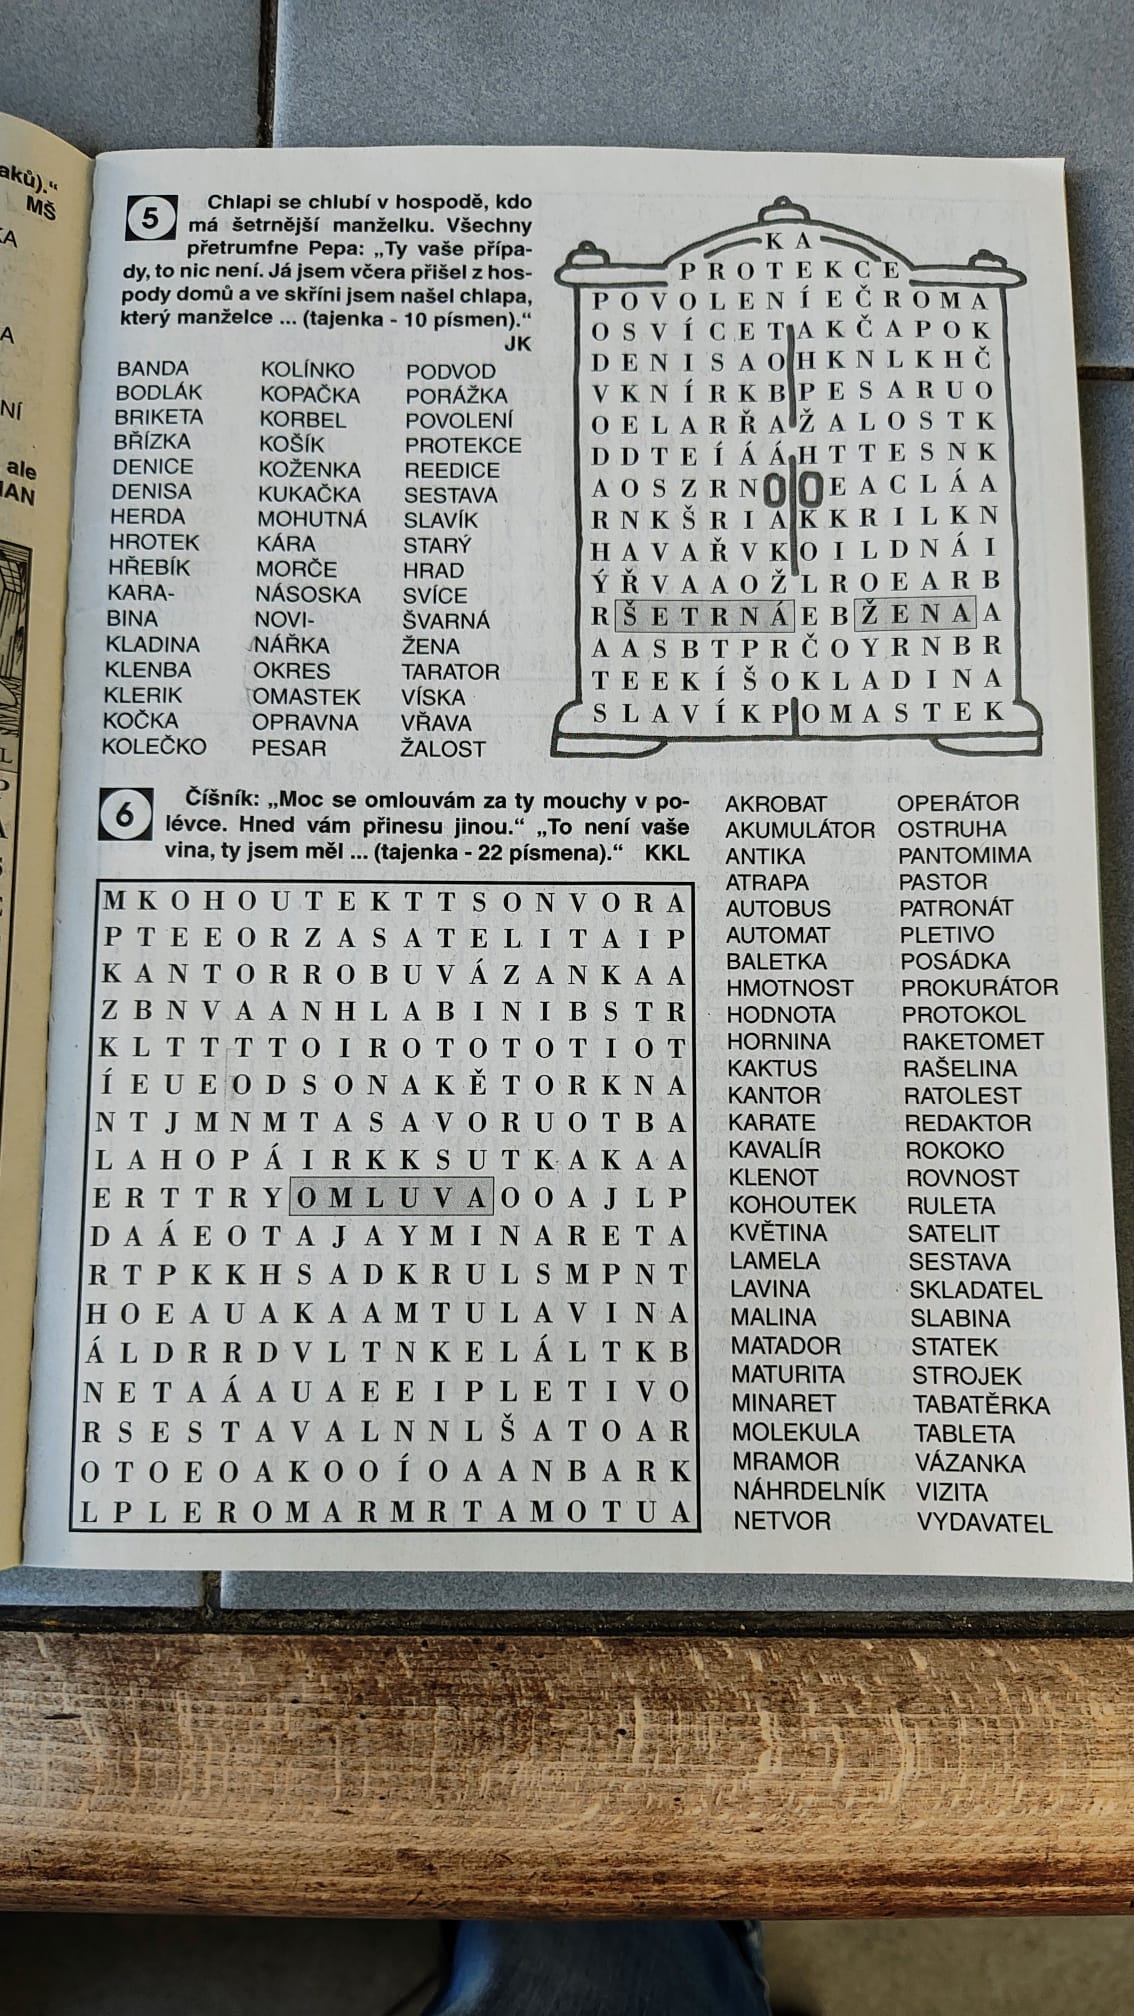 aků).“
MŠ
KA
A
NÍ
ale
MAN
5
Chlapi se chlubí v hospodě, kdo
má šetrnější manželku. Všechny
přetrumfne Pepa: „Ty vaše přípa-
dy, to nic není. Já jsem včera přišel z hos-
pody domů a ve skříni jsem našel chlapa,
který manželce ... (tajenka - 10 písmen).“
JK
BANDA KOLÍNKO PODVOD
BODLÁK KOPAČKA PORÁŽKA
BRIKETA KORBEL POVOLENÍ
BŘÍZKA KOŠÍK PROTEKCE
DENICE KOŽENKA REEDICE
DENISA KUKAČKA SESTAVA
HERDA MOHUTNÁ SLAVÍK
HROTEK KÁRA STARÝ
HŘEBÍK MORČE HRAD
KARA- NÁSOSKA SVÍCE
BINA NOVI- ŠVARNÁ
KLADINA NÁŘKA ŽENA
KLENBA OKRES TARATOR
KLERIK OMASTEK VÍSKA
KOČKA OPRAVNA VŘAVA
KOLEČKO PESAR ŽALOST
K A
P R O T E K C E
P O V O L E N Í E Č R O M A
O S V Í C E T A K Č A P O K
D E N I S A O H K N L K H Č
V K N Í R K B P E S A R U O
O E L A R Ř A Ž A L O S T K
D D T E Í Á Á H T T E S N K
A O S Z R N O O E A C L Á A
R N K Š R I A K K R I L K N
H A V A Ř V K O I L D N Á I
Ý Ř V A A O Ž L R O E A R B
R Š E T R N Á E B Ž E N A A
A A S B T P R Č O Y R N B R
T E E K Í Š O K L A D I N A
S L A V Í K P O M A S T E K
6
Číšník: „Moc se omlouvám za ty mouchy v po-
lévce. Hned vám přinesu jinou.“ „To není vaše
vina, ty jsem měl ... (tajenka - 22 písmena).“ KKL
M K O H O U T E K T T S O N V O R A
P T E E O R Z A S A T E L I T A I P
K A N T O R R O B U V Á Z A N K A A
Z B N V A A N H L A B I N I B S T R
K L T T T T O I R O T O T O T I O T
Í E U E O D S O N A K Ě T O R K N A
N T J M N M T A S A V O R U O T B A
L A H O P Á I R K K S U T K A K A A
E R T T R Y O M L U V A O O A J L P
D A Á E O T A J A Y M I N A R E T A
R T P K K H S A D K R U L S M P N T
H O E A U A K A A M T U L A V I N A
Á L D R R D V L T N K E L Á L T K B
N E T A Á A U A E E I P L E T I V O
R S E S T A V A L N N L Š A T O A R
O T O E O A K O O Í O A A N B A R K
L P L E R O M A R M R T A M O T U A
AKROBAT OPERÁTOR
AKUMULÁTOR OSTRUHA
ANTIKA PANTOMIMA
ATRAPA PASTOR
AUTOBUS PATRONÁT
AUTOMAT PLETIVO
BALETKA POSÁDKA
HMOTNOST PROKURÁTOR
HODNOTA PROTOKOL
HORNINA RAKETOMET
KAKTUS RAŠELINA
KANTOR RATOLEST
KARATE REDAKTOR
KAVALÍR ROKOKO
KLENOT ROVNOST
KOHOUTEK RULETA
KVĚTINA SATELIT
LAMELA SESTAVA
LAVINA SKLADATEL
MALINA SLABINA
MATADOR STATEK
MATURITA STROJEK
MINARET TABATĚRKA
MOLEKULA TABLETA
MRAMOR VÁZANKA
NÁHRDELNÍK VIZITA
NETVOR VYDAVATEL